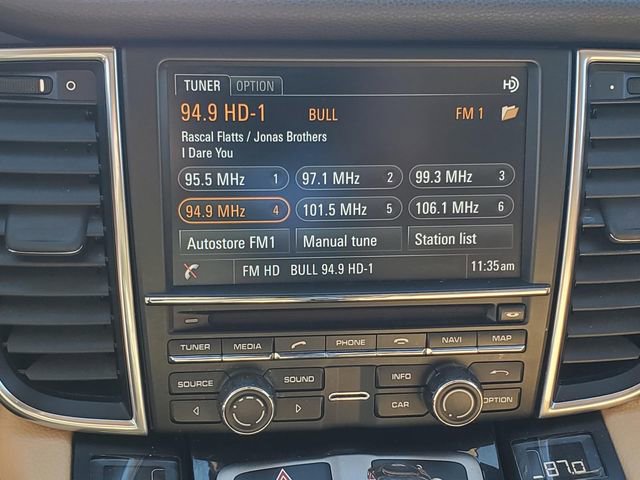 TUNER OPTION HD
94.9 HD-1 BULL FM 1
Rascal Flatts / Jonas Brothers
I Dare You
95.5 MHz 1 97.1 MHz 2 99.3 MHz 3
94.9 MHz 4 101.5 MHz 5 106.1 MHz 6
Autostore FM1 Manual tune Station list
FM HD BULL 94.9 HD-1 11:35 am
TUNER MEDIA PHONE NAVI MAP
SOURCE SOUND INFO
CAR OPTION
87.0